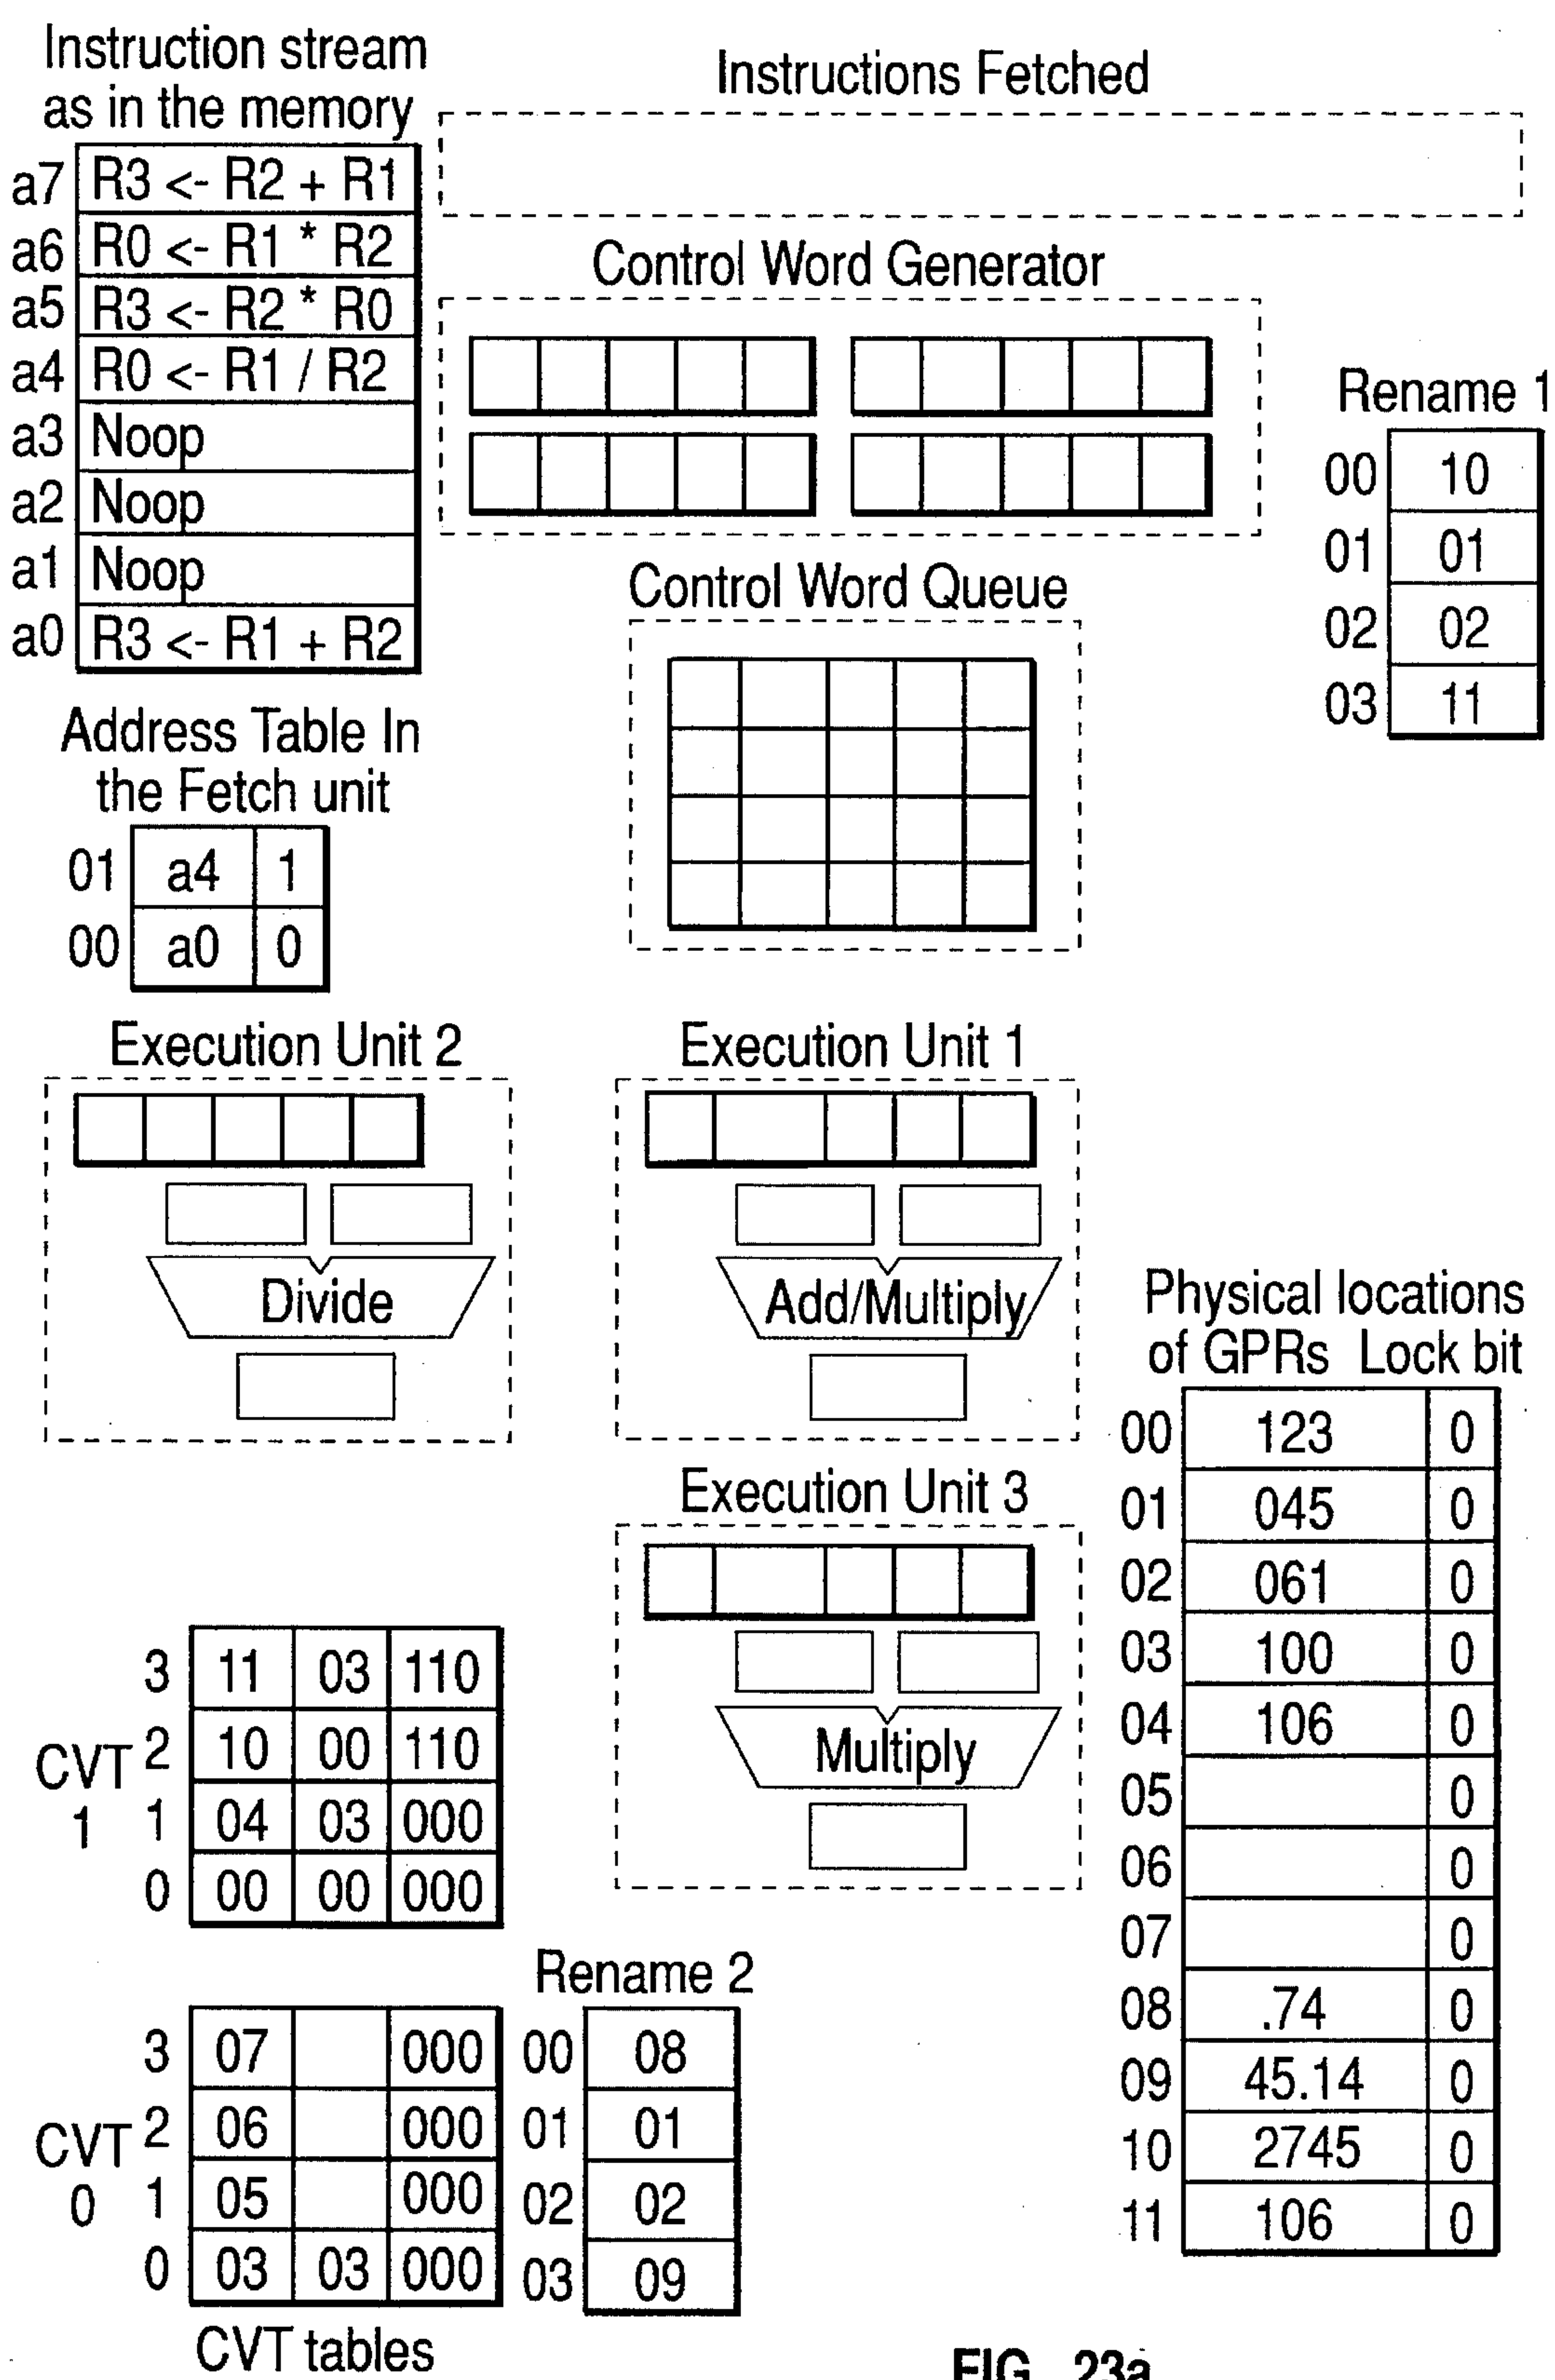 Instruction stream
as in the memory
a7 R3 <- R2 + R1
a6 R0 <- R1 * R2
a5 R3 <- R2 * R0
a4 R0 <- R1 / R2
a3 Noop
a2 Noop
a1 Noop
a0 R3 <- R1 + R2
Instructions Fetched
Control Word Generator
Control Word Queue
Rename 1
00 10
01 01
02 02
03 11
Address Table In
the Fetch unit
01 a4 1
00 a0 0
Execution Unit 2
Divide
Execution Unit 1
Add/Multiply
Execution Unit 3
Multiply
Physical locations
of GPRs Lock bit
00 123 0
01 045 0
02 061 0
03 100 0
04 106 0
05 0
06 0
07 0
08 .74 0
09 45.14 0
10 2745 0
11 106 0
CVT
1
3 11 03 110
2 10 00 110
1 04 03 000
0 00 00 000
CVT
0
3 07 000
2 06 000
1 05 000
0 03 03 000
CVT tables
Rename 2
00 08
01 01
02 02
03 09
FIG. 23a